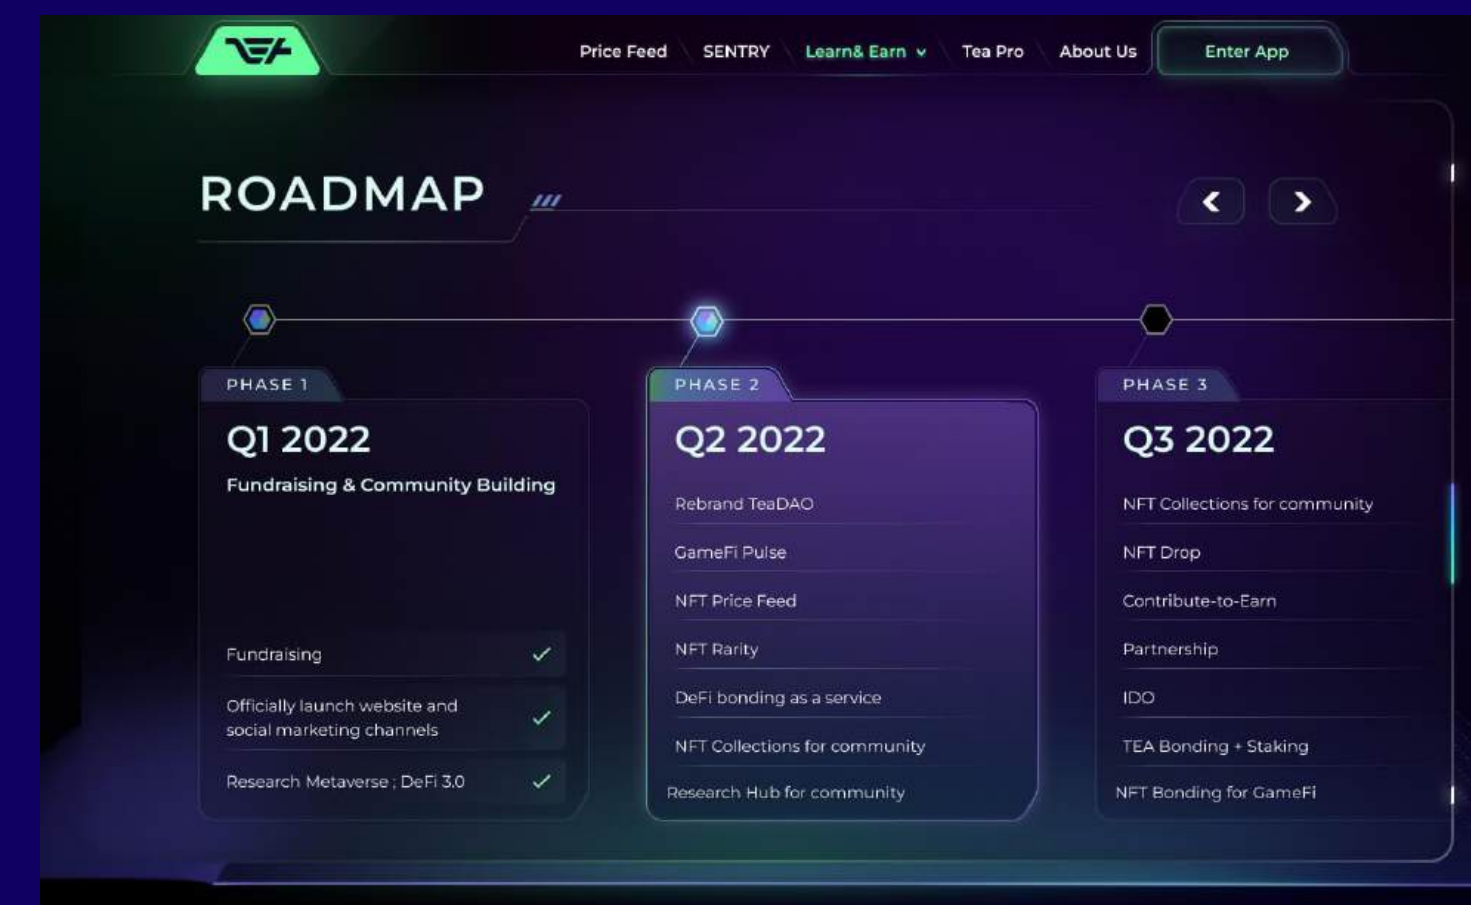 TEA
Price Feed
SENTRY
Learn& Earn
Tea Pro
About Us
Enter App
ROADMAP
PHASE 1
Q1 2022
Fundraising & Community Building
Fundraising
Officially launch website and
social marketing channels
Research Metaverse ; DeFi 3.0
PHASE 2
Q2 2022
Rebrand TeaDAO
GameFi Pulse
NFT Price Feed
NFT Rarity
DeFi bonding as a service
NFT Collections for community
Research Hub for community
PHASE 3
Q3 2022
NFT Collections for community
NFT Drop
Contribute-to-Earn
Partnership
IDO
TEA Bonding + Staking
NFT Bonding for GameFi